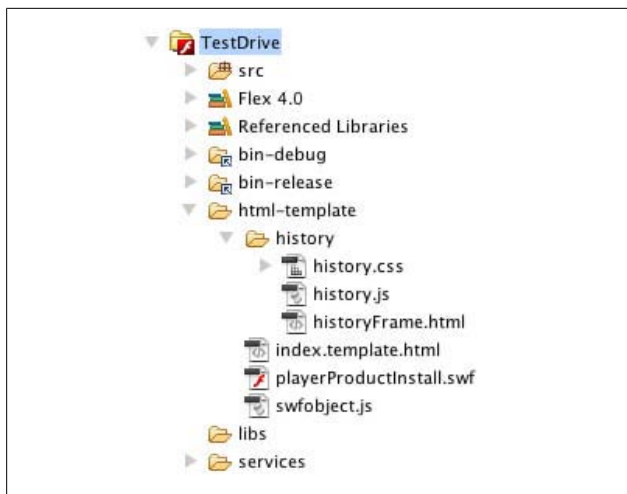 TestDrive
src
Flex 4.0
Referenced Libraries
bin-debug
bin-release
html-template
history
history.css
history.js
historyFrame.html
index.template.html
playerProductInstall.swf
swfobject.js
libs
services